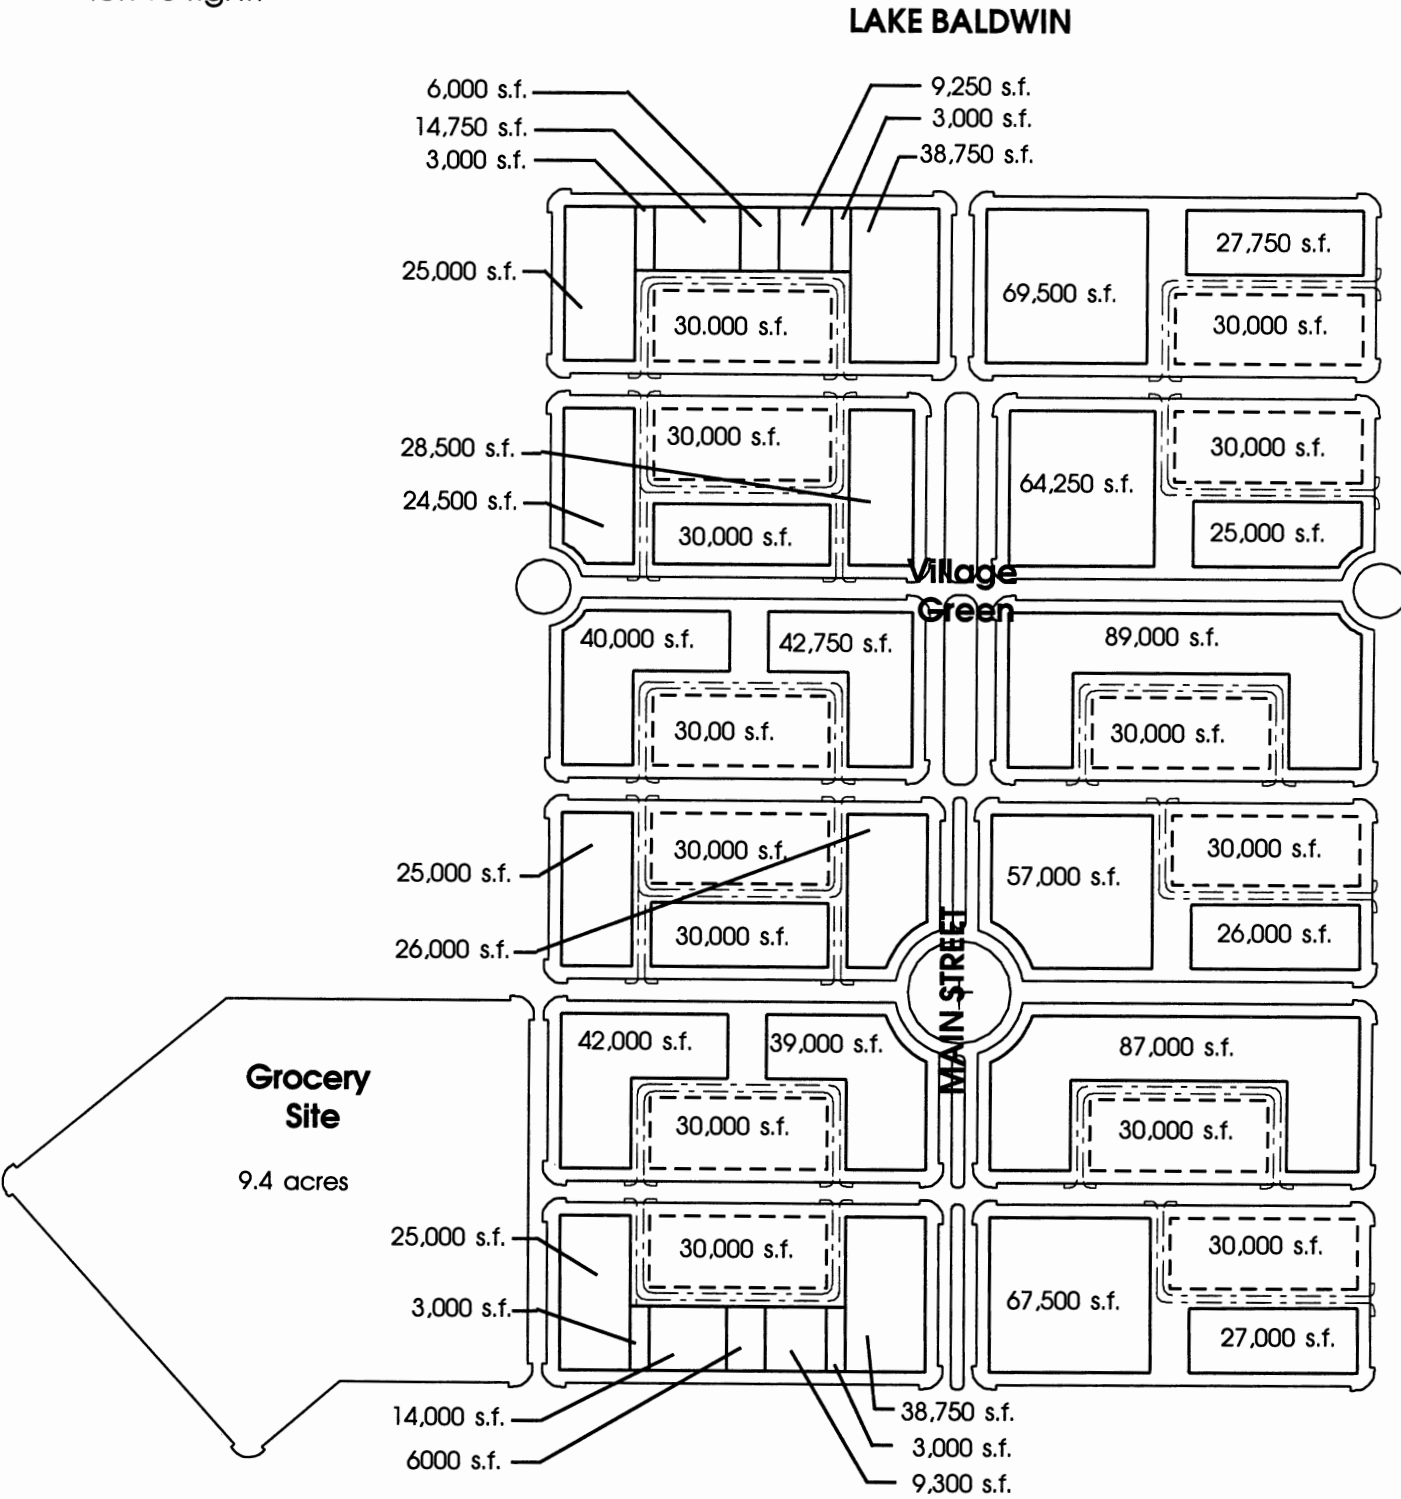 LAKE BALDWIN
6,000 s.f.
9,250 s.f.
14,750 s.f.
3,000 s.f.
3,000 s.f.
38,750 s.f.
27,750 s.f.
25,000 s.f.
69,500 s.f.
30.000 s.f.
30,000 s.f.
30,000 s.f.
30,000 s.f.
28,500 s.f.
64,250 s.f.
24,500 s.f.
30,000 s.f.
25,000 s.f.
Village
Green
40,000 s.f.
42,750 s.f.
89,000 s.f.
30,00 s.f.
30,000 s.f.
30,000 s.f.
30,000 s.f.
25,000 s.f.
57,000 s.f.
26,000 s.f.
30,000 s.f.
26,000 s.f.
MAIN STREET
42,000 s.f.
39,000 s.f.
87,000 s.f.
Grocery
Site
30,000 s.f.
30,000 s.f.
9.4 acres
25,000 s.f.
30,000 s.f.
30,000 s.f.
3,000 s.f.
67,500 s.f.
27,000 s.f.
14,000 s.f.
38,750 s.f.
6000 s.f.
3,000 s.f.
9,300 s.f.